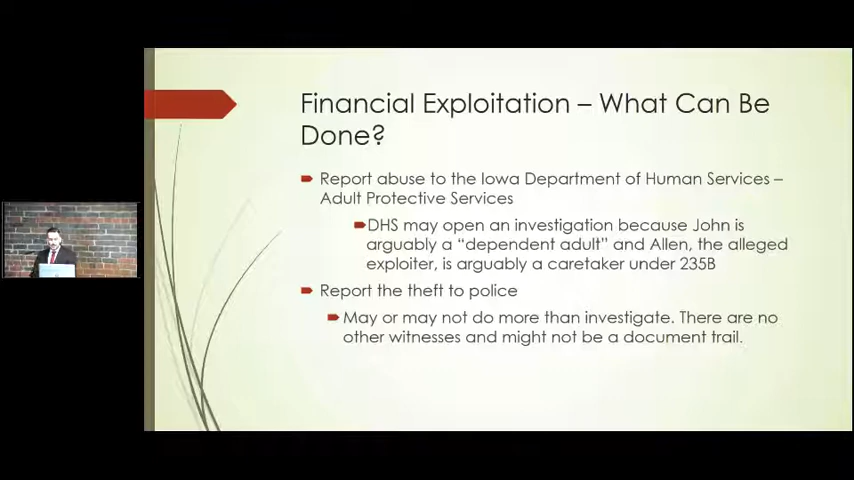 Financial Exploitation – What Can Be
Done?
Report abuse to the Iowa Department of Human Services –
Adult Protective Services
DHS may open an investigation because John is
arguably a “dependent adult” and Allen, the alleged
exploiter, is arguably a caretaker under 235B
Report the theft to police
May or may not do more than investigate. There are no
other witnesses and might not be a document trail.